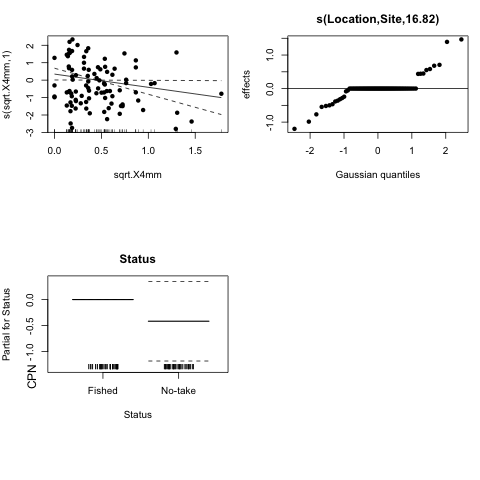 s(sqrt.X4mm,1)
2
1
0
-1
-2
-3
0.0
0.5
1.0
1.5
sqrt.X4mm
s(Location,Site,16.82)
effects
1.0
0.0
-1.0
-2
-1
0
1
2
Gaussian quantiles
Status
Partial for Status
CPN
0.0
-0.5
-1.0
Fished
No-take
Status